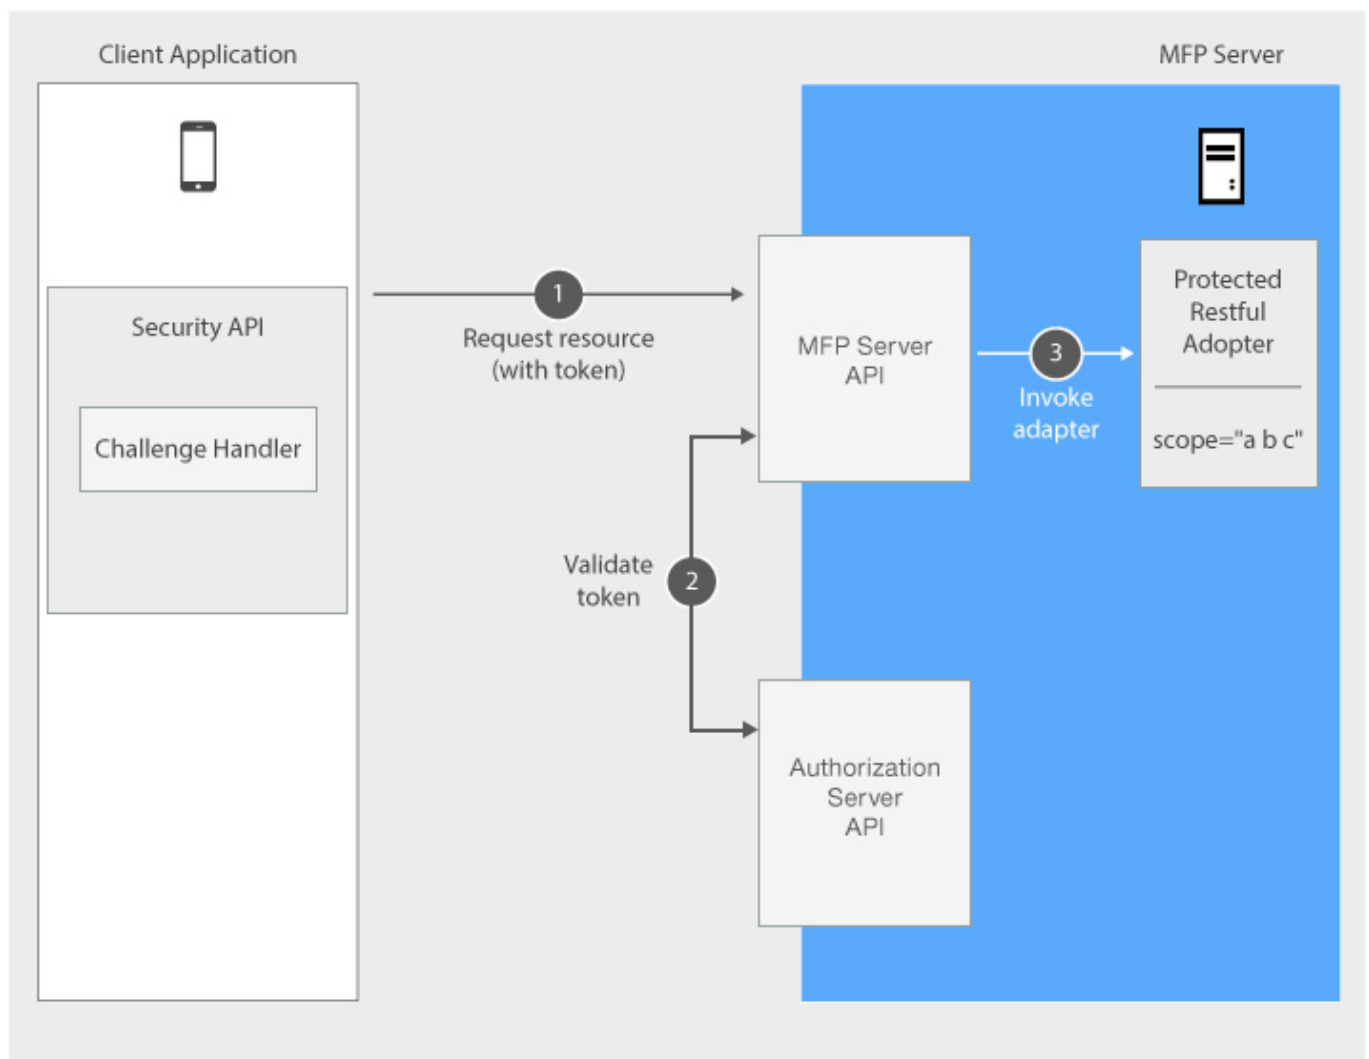 Client Application
MFP Server
Security API
Challenge Handler
1
Request resource
(with token)
MFP Server
API
3
Invoke
adapter
Protected
Restful
Adopter
scope="a b c"
Validate
token
2
Authorization
Server
API